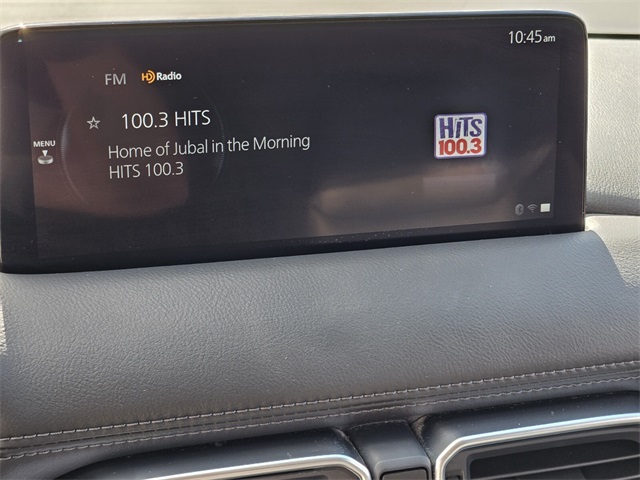 10:45am
FM HD Radio
100.3 HITS
HiTS
100.3
MENU
Home of Jubal in the Morning
HITS 100.3